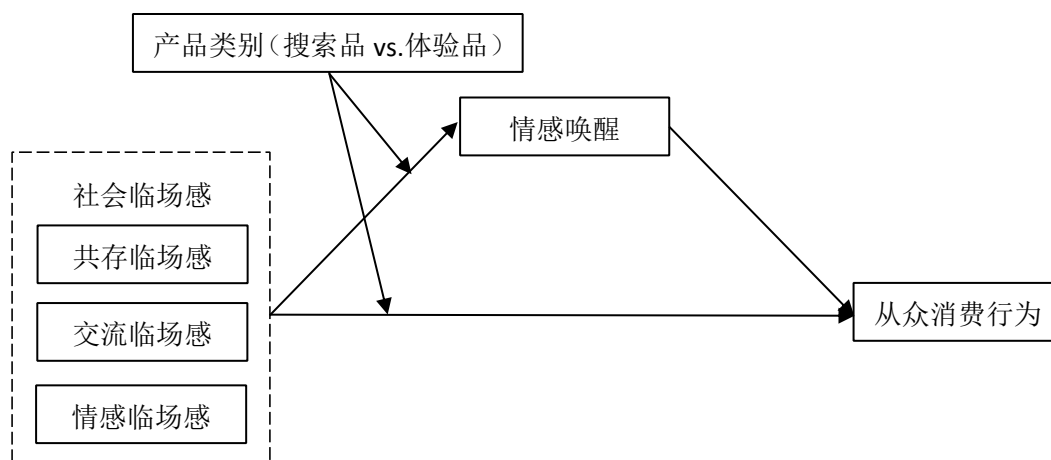 产品类别（搜索品 vs.体验品）
情感唤醒
社会临场感
共存临场感
交流临场感
从众消费行为
情感临场感